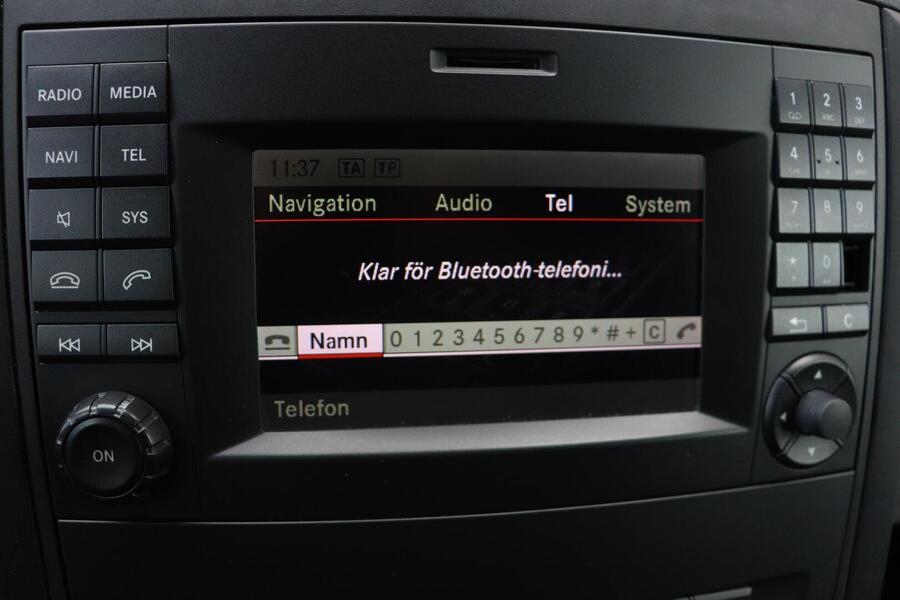 RADIO MEDIA
NAVI TEL
SYS
ON
11:37 TA TP
Navigation Audio Tel System
Klar för Bluetooth-telefoni...
Namn 0 1 2 3 4 5 6 7 8 9 * # + C
Telefon
1 2 ABC 3 DEF
4 5 6
7 8 9
* 0
C